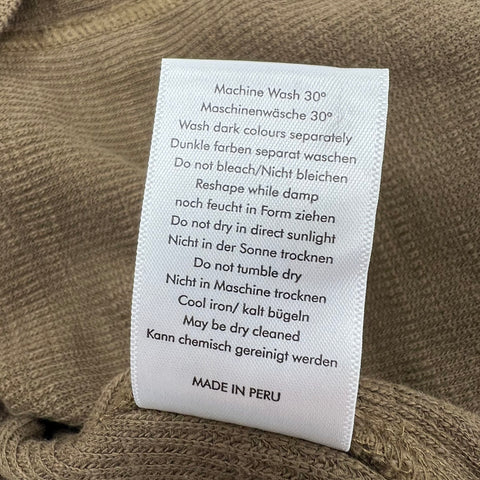 Machine Wash 30°
Maschinenwäsche 30°
Wash dark colours separately
Dunkle farben separat waschen
Do not bleach/Nicht bleichen
Reshape while damp
noch feucht in Form ziehen
Do not dry in direct sunlight
Nicht in der Sonne trocknen
Do not tumble dry
Nicht in Maschine trocknen
Cool iron/ kalt bügeln
May be dry cleaned
Kann chemisch gereinigt werden
MADE IN PERU